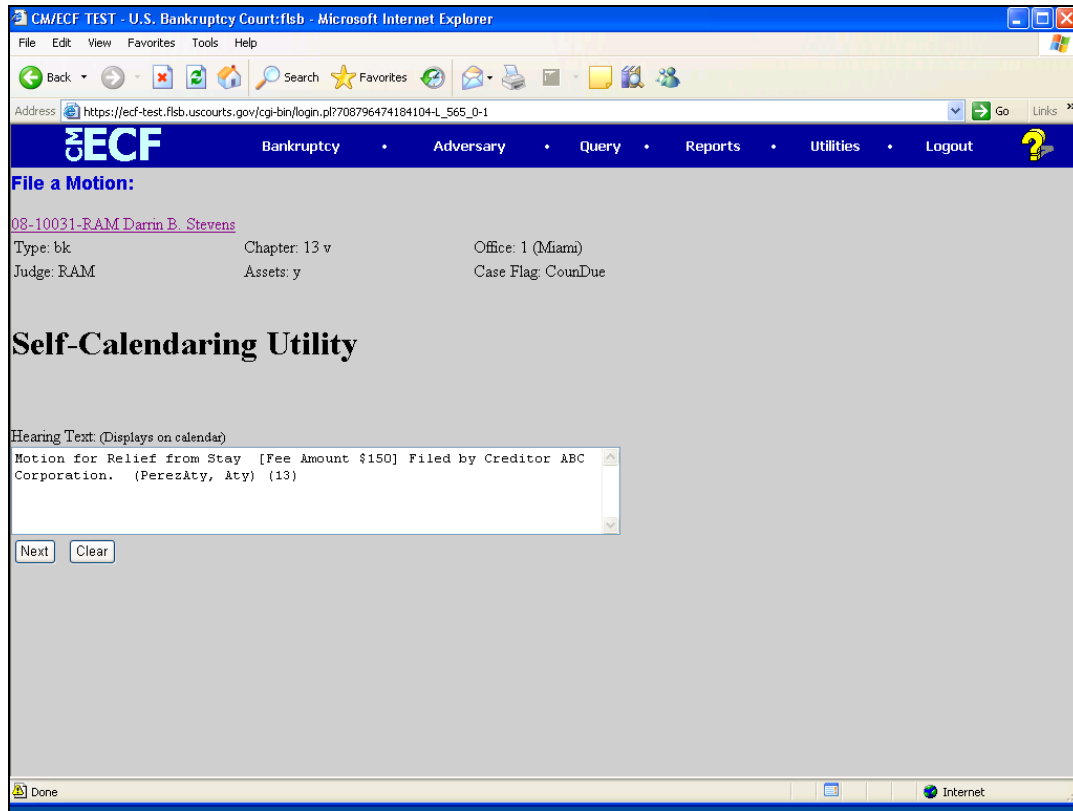 CM/ECF TEST - U.S. Bankruptcy Court:flsb - Microsoft Internet Explorer
File Edit View Favorites Tools Help
Back Search Favorites
Address https://ecf-test.flsb.uscourts.gov/cgi-bin/login.pl?708796474184104-L_565_0-1 Go Links »
CM ECF Bankruptcy • Adversary • Query • Reports • Utilities • Logout ?
File a Motion:
08-10031-RAM Darrin B. Stevens
Type: bk Chapter: 13 v Office: 1 (Miami)
Judge: RAM Assets: y Case Flag: CounDue
Self-Calendaring Utility
Hearing Text: (Displays on calendar)
Motion for Relief from Stay [Fee Amount $150] Filed by Creditor ABC
Corporation. (PerezAty, Aty) (13)
Next Clear
Done Internet